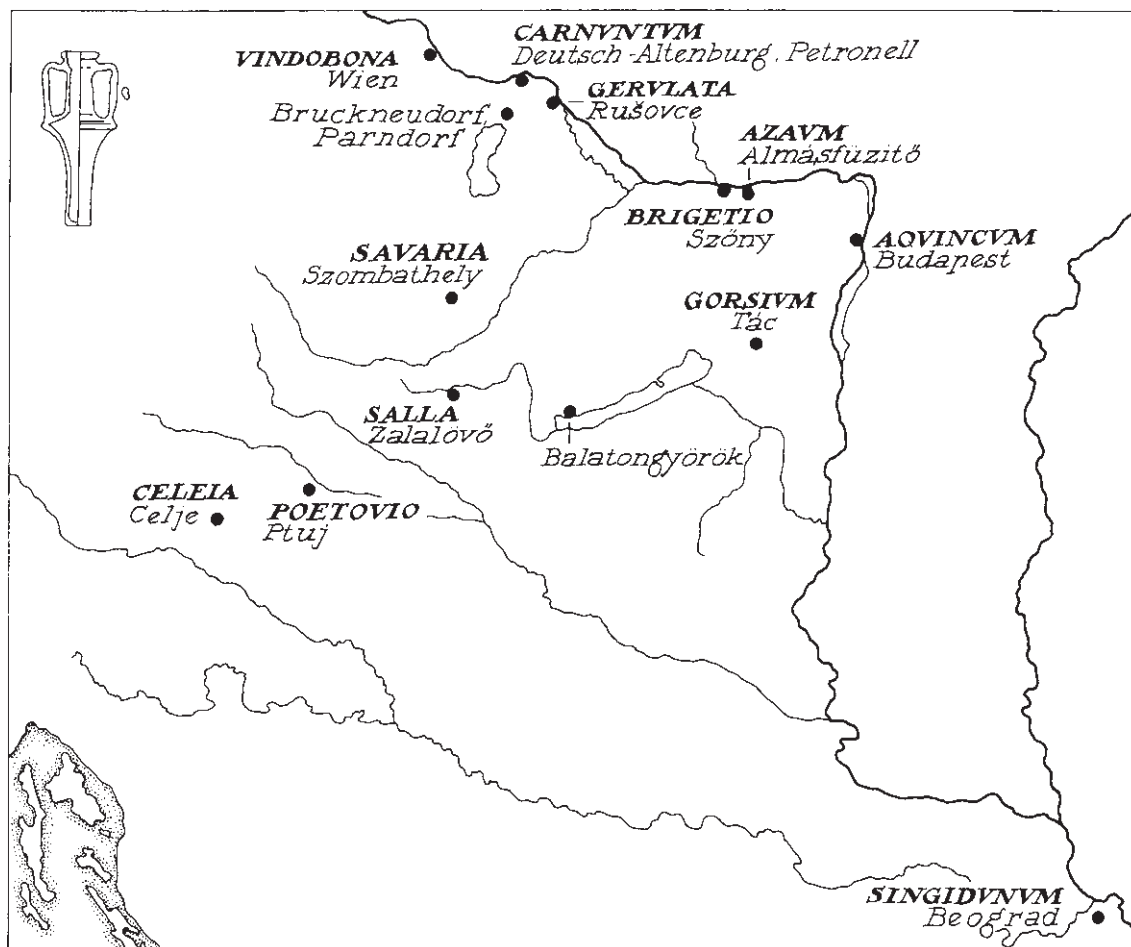 CARNVNTVM
Deutsch-Altenburg, Petronell
VINDOBONA
Wien
GERVLATA
Rušovce
Bruckneudorf,
Parndorf
AZAVM
Almásfüzitő
BRIGETIO
Szőny
SAVARIA
Szombathely
AQVINCVM
Budapest
GORSIVM
Tác
SALLA
Zalalövő
Balatongyörök
CELEIA
Celje
POETOVIO
Ptuj
SINGIDVNVM
Beograd